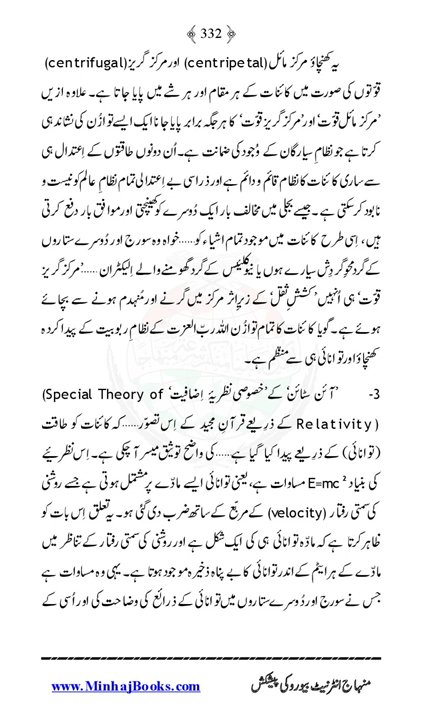 ﴿ 332 ﴾
یہ کھنچاؤ مرکز مائل (centripetal) اور مرکز گریز (centrifugal)
قوّتوں کی صورت میں کائنات کے ہر مقام اور ہر شے میں پایا جاتا ہے۔ علاوہ ازیں
’مرکز مائل قوّت‘ اور ’مرکز گریز قوّت‘ کا ہر جگہ برابر پایا جانا ایک ایسے توازُن کی نشاندہی
کرتا ہے جو نظامِ سیارگان کے وُجود کی ضمانت ہے۔ اُن دونوں طاقتوں کے اِعتدال ہی
سے ساری کائنات کا نظام قائم و دائم ہے اور ذرا سی بے اِعتدالی تمام نظامِ عالم کو نیست و
نابود کر سکتی ہے۔ جیسے بجلی میں مخالف بار ایک دُوسرے کو کھینچتی اور موافق بار دفع کرتی
ہیں، اِسی طرح کائنات میں موجود تمام اشیاء کو ..... خواہ وہ سورج اور دُوسرے ستاروں
کے گرد محوِ گردِش سیارے ہوں یا نیوکلیئس کے گرد گھومنے والے اِلیکٹران ..... ’مرکز گریز
قوّت‘ ہی اُنہیں ’کششِ ثقل‘ کے زیرِ اثر مرکز میں گرنے اور مُنہدم ہونے سے بچائے
ہوئے ہے۔ گویا کائنات کا تمام توازُن اللہ ربّ العزت کے نظامِ ربوبیت کے پیدا کردہ
کھنچاؤ اور توانائی ہی سے منظم ہے۔
3- ’آئن سٹائن‘ کے ’خصوصی نظریۂ اِضافیت‘ (Special Theory of
Relativity) کے ذریعے قرآنِ مجید کے اِس تصوّر ..... کہ کائنات کو طاقت
(توانائی) کے ذریعے پیدا کیا گیا ہے ..... کی واضح توثیق میسر آ چکی ہے۔ اِس نظریئے
کی بنیاد E=mc² مساوات ہے، یعنی توانائی ایسے مادّے پر مشتمل ہوتی ہے جسے روشنی
کی سمتی رفتار (velocity) کے مربّع کے ساتھ ضرب دی گئی ہو۔ یہ تعلق اِس بات کو
ظاہر کرتا ہے کہ مادّہ توانائی ہی کی ایک شکل ہے اور روشنی کی سمتی رفتار کے تناظر میں
مادّے کے ہر ایٹم کے اندر توانائی کا بے پناہ ذخیرہ موجود ہوتا ہے۔ یہی وہ مساوات ہے
جس نے سورج اور دُوسرے ستاروں میں توانائی کے ذرائع کی وضاحت کی اور اُسی کے
منہاج انٹرنیٹ بیورو کی پیشکش
www.MinhajBooks.com